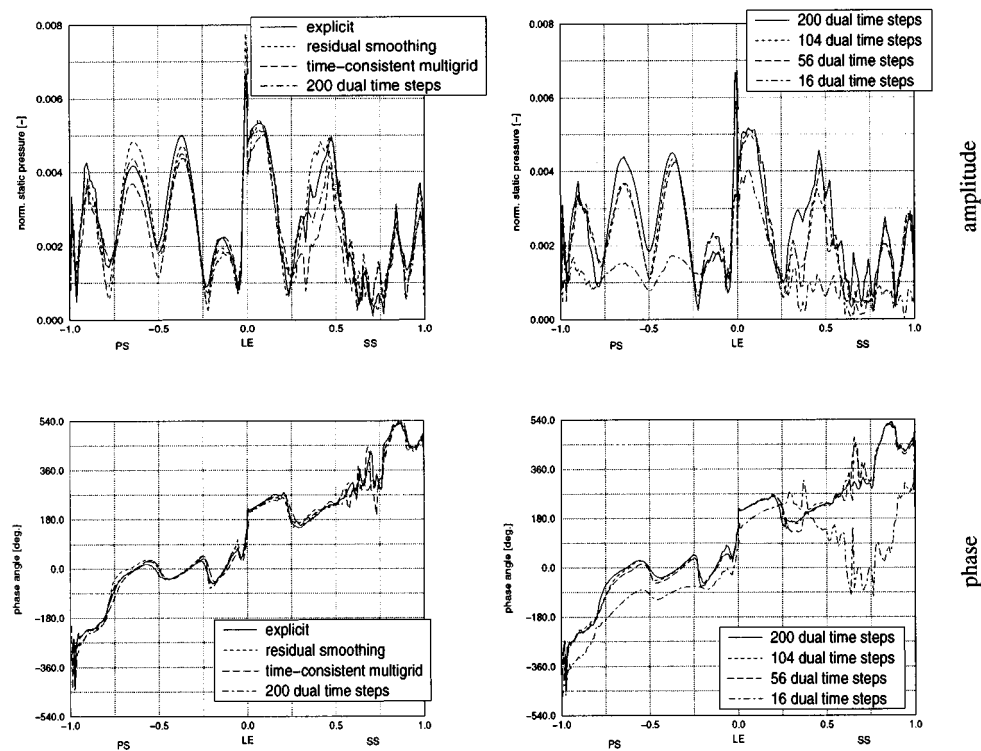 explicit
residual smoothing
time-consistent multigrid
200 dual time steps
norm. static pressure [-]
0.008
0.006
0.004
0.002
0.000
-1.0
-0.5
0.0
0.5
1.0
PS
LE
SS
200 dual time steps
104 dual time steps
56 dual time steps
16 dual time steps
norm. static pressure [-]
0.008
0.006
0.004
0.002
0.000
-1.0
-0.5
0.0
0.5
1.0
PS
LE
SS
amplitude
phase angle [deg.]
540.0
360.0
180.0
0.0
-180.0
-360.0
-540.0
explicit
residual smoothing
time-consistent multigrid
200 dual time steps
-1.0
-0.5
0.0
0.5
1.0
PS
LE
SS
phase angle [deg.]
540.0
360.0
180.0
0.0
-180.0
-360.0
-540.0
200 dual time steps
104 dual time steps
56 dual time steps
16 dual time steps
-1.0
-0.5
0.0
0.5
1.0
PS
LE
SS
phase